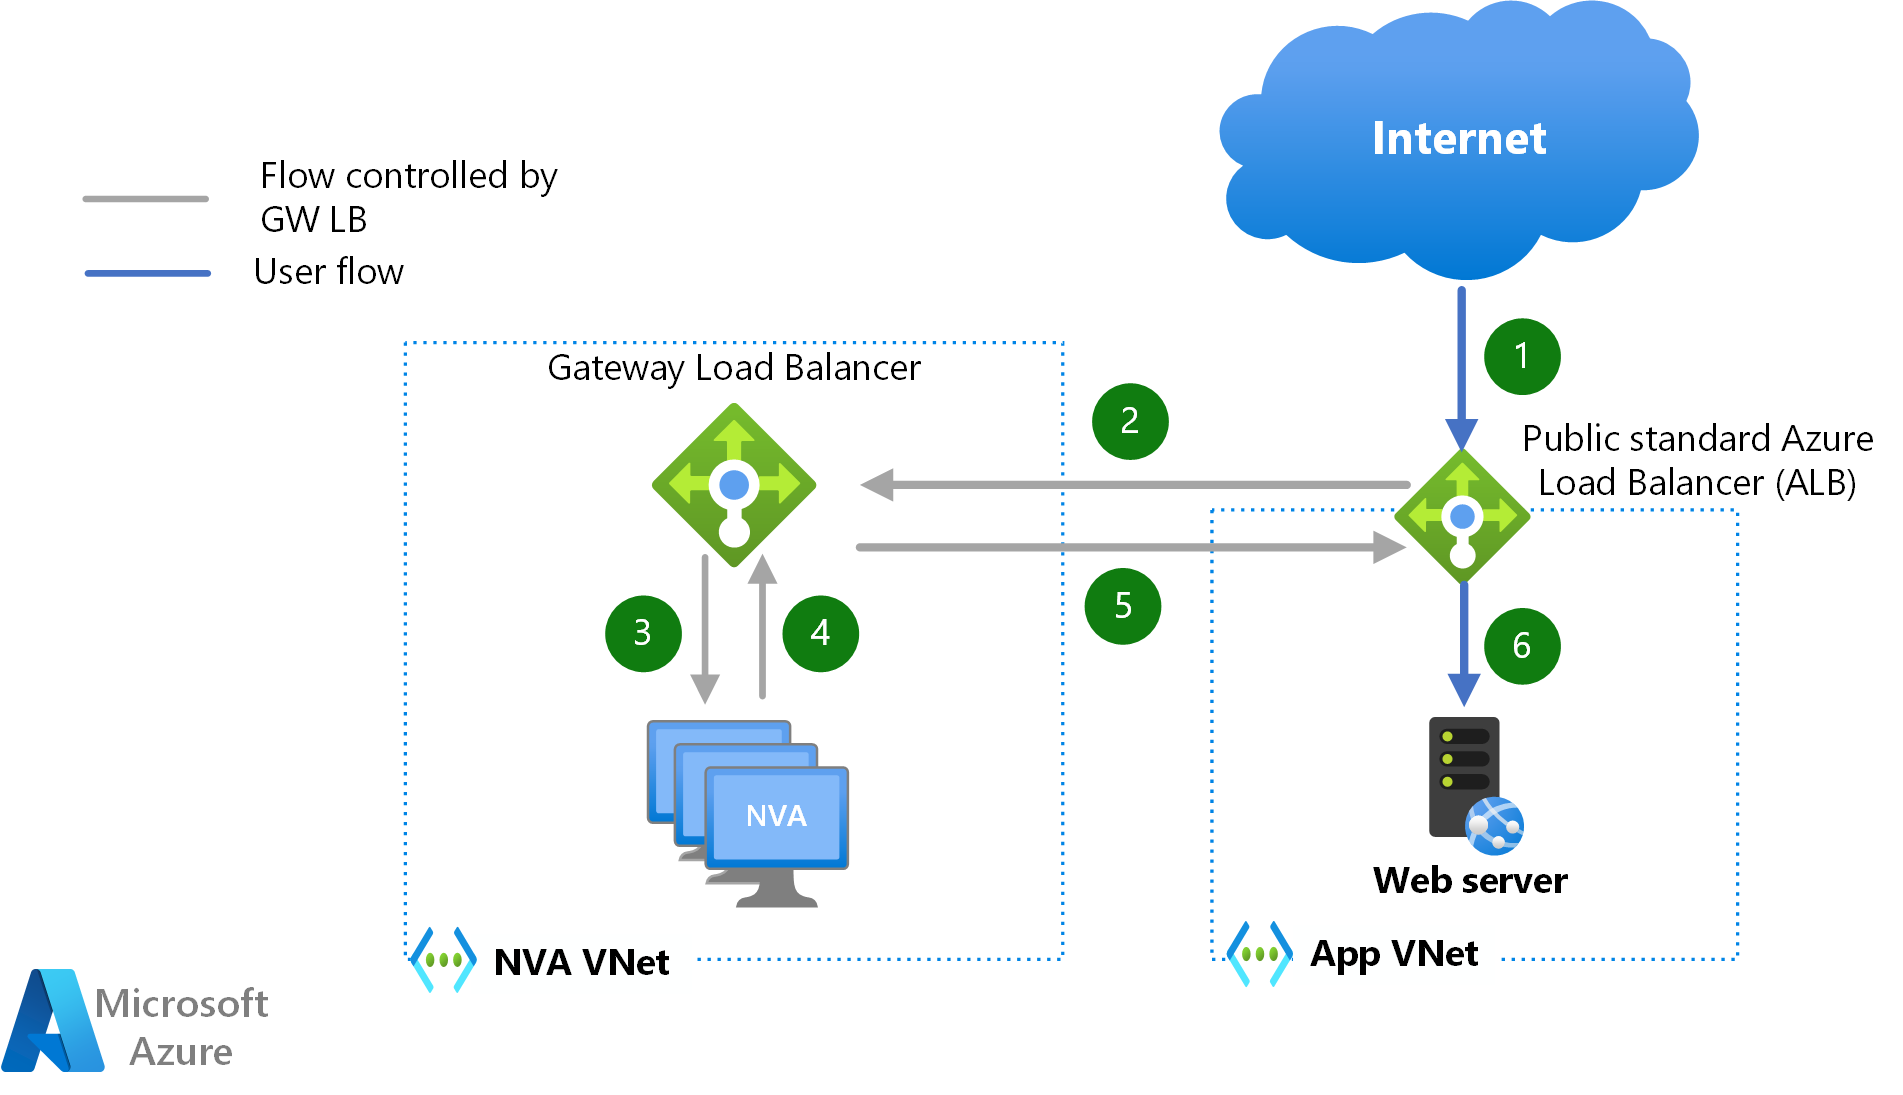 Internet
Flow controlled by
GW LB
User flow
1
Gateway Load Balancer
2
Public standard Azure
Load Balancer (ALB)
3
4
5
6
NVA
Web server
NVA VNet
App VNet
Microsoft
Azure